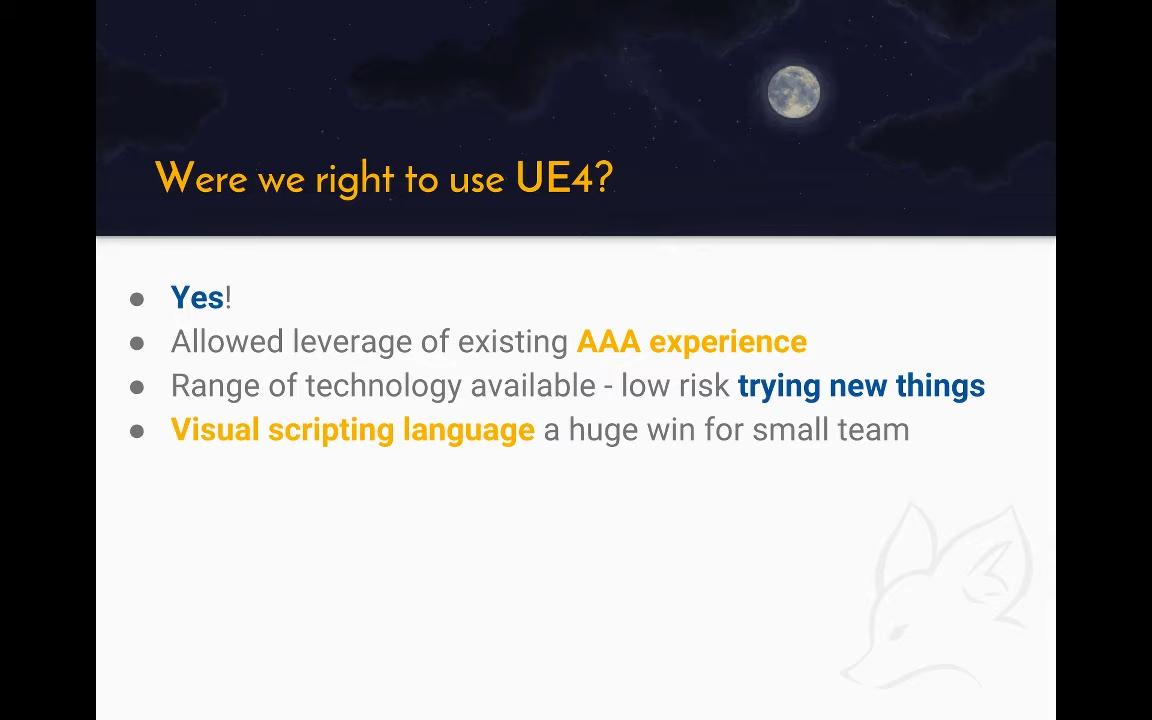 Were we right to use UE4?
● Yes!
● Allowed leverage of existing AAA experience
● Range of technology available - low risk trying new things
● Visual scripting language a huge win for small team